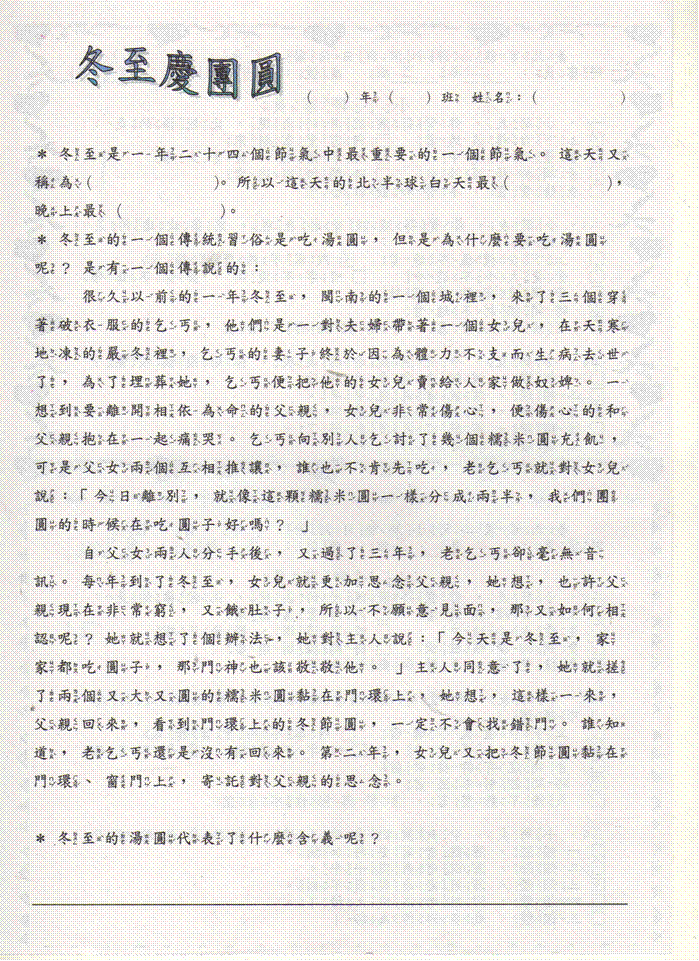 冬至慶團圓
（　　）年（　　）班 姓名：（　　　　　）
＊ 冬至是一年二十四個節氣中最重要的一個節氣。這天又
稱為（　　　　　　　）。所以這天的北半球白天最（　　　　　　），
晚上最（　　　　　　）。
＊ 冬至的一個傳統習俗是吃湯圓，但是為什麼要吃湯圓
呢？是有一個傳說的：
很久以前的一年冬至，閩南的一個城裡，來了三個穿
著破衣服的乞丐，他們是一對夫婦帶著一個女兒，在天寒
地凍的嚴冬裡，乞丐的妻子終於因為體力不支而生病去世
了，為了埋葬她，乞丐便把他的女兒賣給人家做奴婢。一
想到要離開相依為命的父親，女兒非常傷心，便傷心的和
父親抱在一起痛哭。乞丐向別人乞討了幾個糯米圓充飢，
可是父女兩個互相推讓，誰也不肯先吃，老乞丐就對女兒
說：「今日離別，就像這顆糯米圓一樣分成兩半，我們團
圓的時候在吃圓子好嗎？」
自父女兩人分手後，又過了三年，老乞丐卻毫無音
訊。每年到了冬至，女兒就更加思念父親，她想，也許父
親現在非常窮，又餓肚子，所以不願意見面，那又如何相
認呢？她就想了個辦法，她對主人說：「今天是冬至，家
家都吃圓子，那門神也該敬敬他。」主人同意了，她就搓
了兩個又大又圓的糯米圓黏在門環上，她想，這樣一來，
父親回來，看到門環上的冬節圓，一定不會找錯門。誰知
道，老乞丐還是沒有回來。第二年，女兒又把冬節圓黏在
門環、窗門上，寄託對父親的思念。
＊ 冬至的湯圓代表了什麼含義呢？